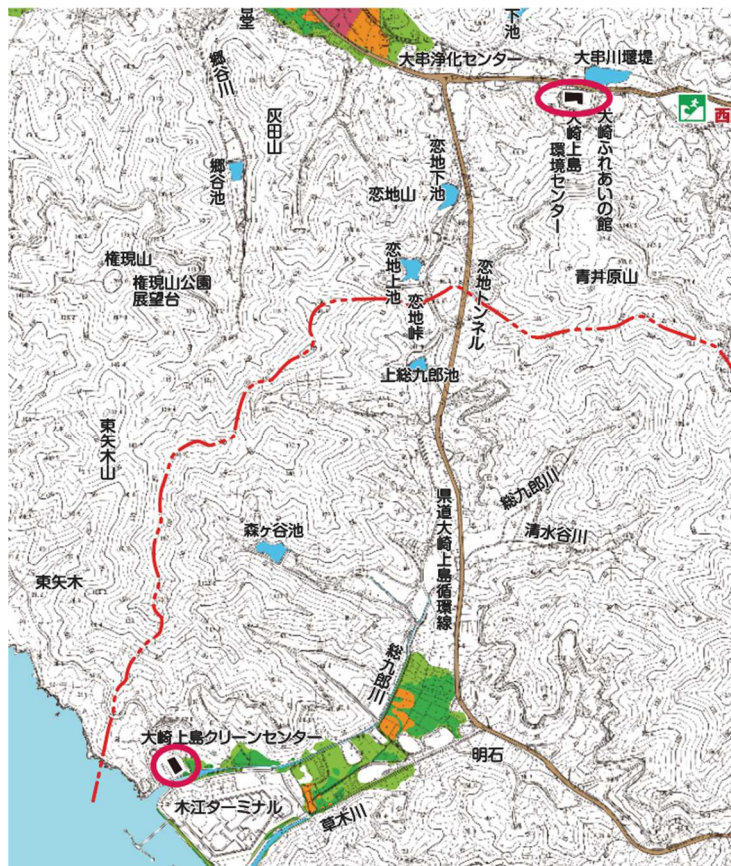 下池
大串浄化センター
大串川堰堤
西
郷谷川
灰田山
郷谷池
恋地山
恋地下池
大崎上島
環境センター
大崎ふれあいの館
権現山
権現山公園
展望台
恋地上池
恋地峠
恋地トンネル
青井原山
上総九郎池
東矢木山
県道大崎上島循環線
総九郎川
清水谷川
森ヶ谷池
東矢木
総九郎川
大崎上島クリーンセンター
明石
木江ターミナル
草木川